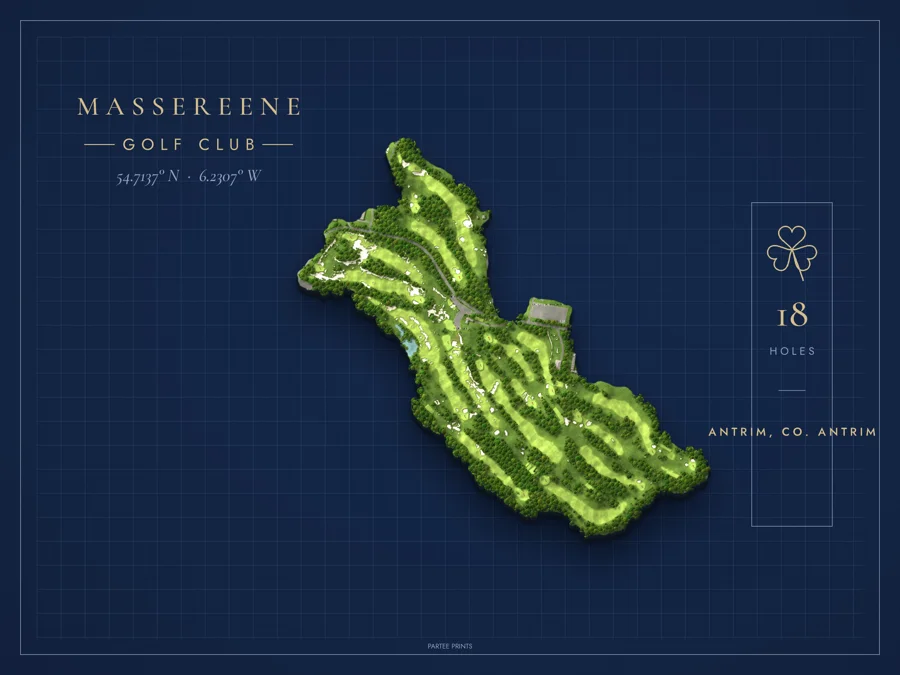 MASSEREENE
GOLF CLUB
54.7137° N · 6.2307° W
18
HOLES
ANTRIM, CO. ANTRIM
PARTEE PRINTS